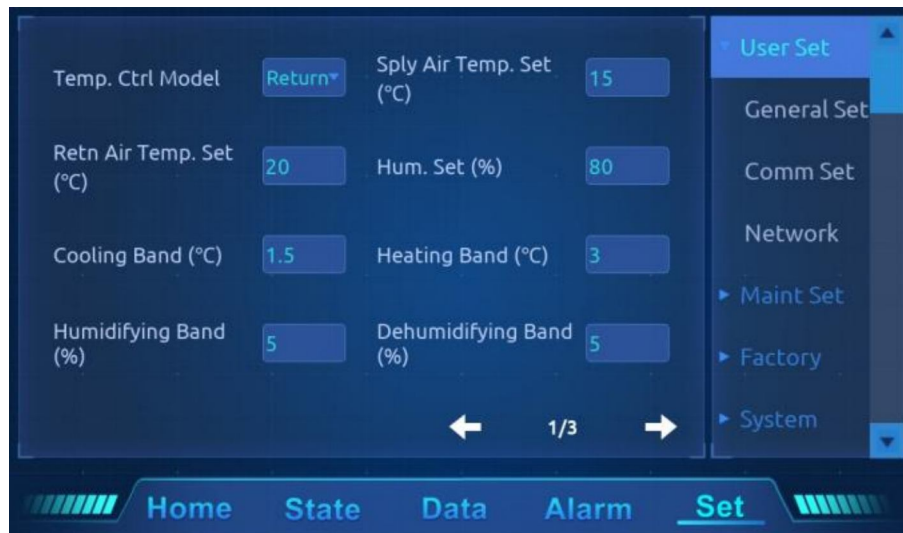 Temp. Ctrl Model
Return
Sply Air Temp. Set
(°C)
15
Retn Air Temp. Set
(°C)
20
Hum. Set (%)
80
Cooling Band (°C)
1.5
Heating Band (°C)
3
Humidifying Band
(%)
5
Dehumidifying Band
(%)
5
1/3
User Set
General Set
Comm Set
Network
Maint Set
Factory
System
Home
State
Data
Alarm
Set